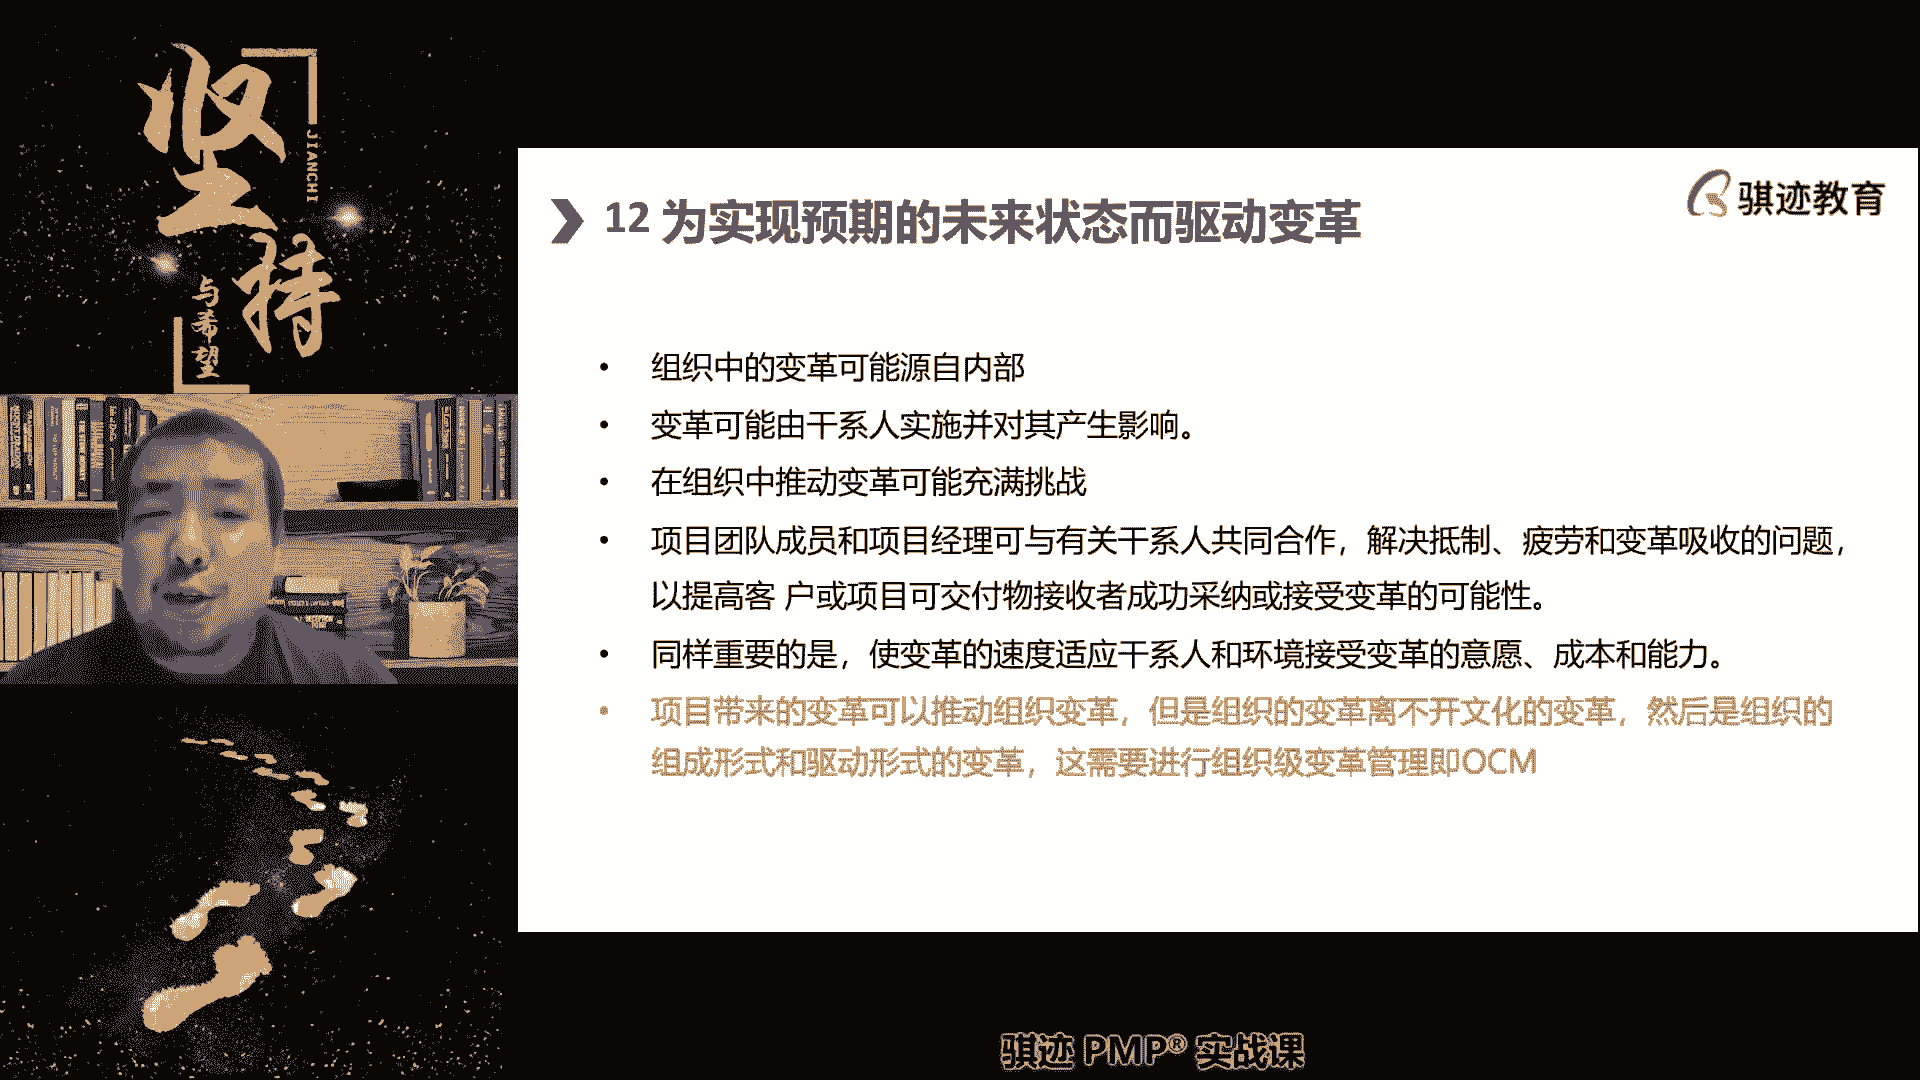 坚持
JIANCHI
与希望
骐迹教育
12 为实现预期的未来状态而驱动变革
• 组织中的变革可能源自内部
• 变革可能由干系人实施并对其产生影响。
• 在组织中推动变革可能充满挑战
• 项目团队成员和项目经理可与有关干系人共同合作，解决抵制、疲劳和变革吸收的问题，
以提高客 户或项目可交付物接收者成功采纳或接受变革的可能性。
• 同样重要的是，使变革的速度适应干系人和环境接受变革的意愿、成本和能力。
• 项目带来的变革可以推动组织变革，但是组织的变革离不开文化的变革，然后是组织的
组成形式和驱动形式的变革，这需要进行组织级变革管理即OCM
骐迹 PMP® 实战课